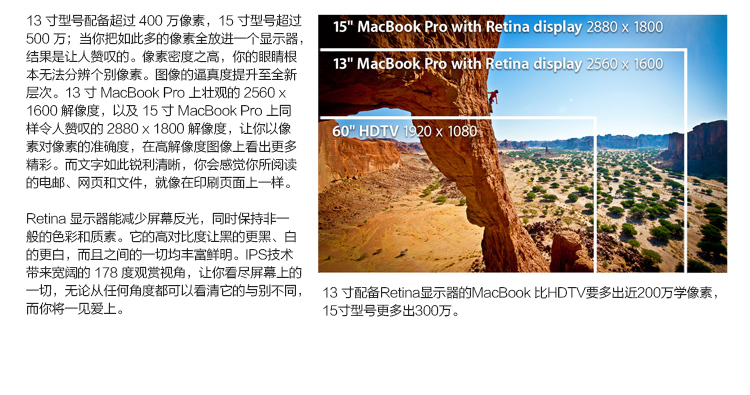 13 寸型号配备超过 400 万像素，15 寸型号超过
500 万；当你把如此多的像素全放进一个显示器，
结果是让人赞叹的。像素密度之高，你的眼睛根
本无法分辨个别像素。图像的逼真度提升至全新
层次。13 寸 MacBook Pro 上壮观的 2560 x
1600 解像度，以及 15 寸 MacBook Pro 上同
样令人赞叹的 2880 x 1800 解像度，让你以像
素对像素的准确度，在高解像度图像上看出更多
精彩。而文字如此锐利清晰，你会感觉你所阅读
的电邮、网页和文件，就像在印刷页面上一样。
Retina 显示器能减少屏幕反光，同时保持非一
般的色彩和质素。它的高对比度让黑的更黑、白
的更白，而且之间的一切均丰富鲜明。IPS技术
带来宽阔的 178 度观赏视角，让你看尽屏幕上的
一切，无论从任何角度都可以看清它的与别不同，
而你将一见爱上。
15" MacBook Pro with Retina display 2880 x 1800
13" MacBook Pro with Retina display 2560 x 1600
60" HDTV 1920 x 1080
13 寸配备Retina显示器的MacBook 比HDTV要多出近200万学像素，
15寸型号更多出300万。